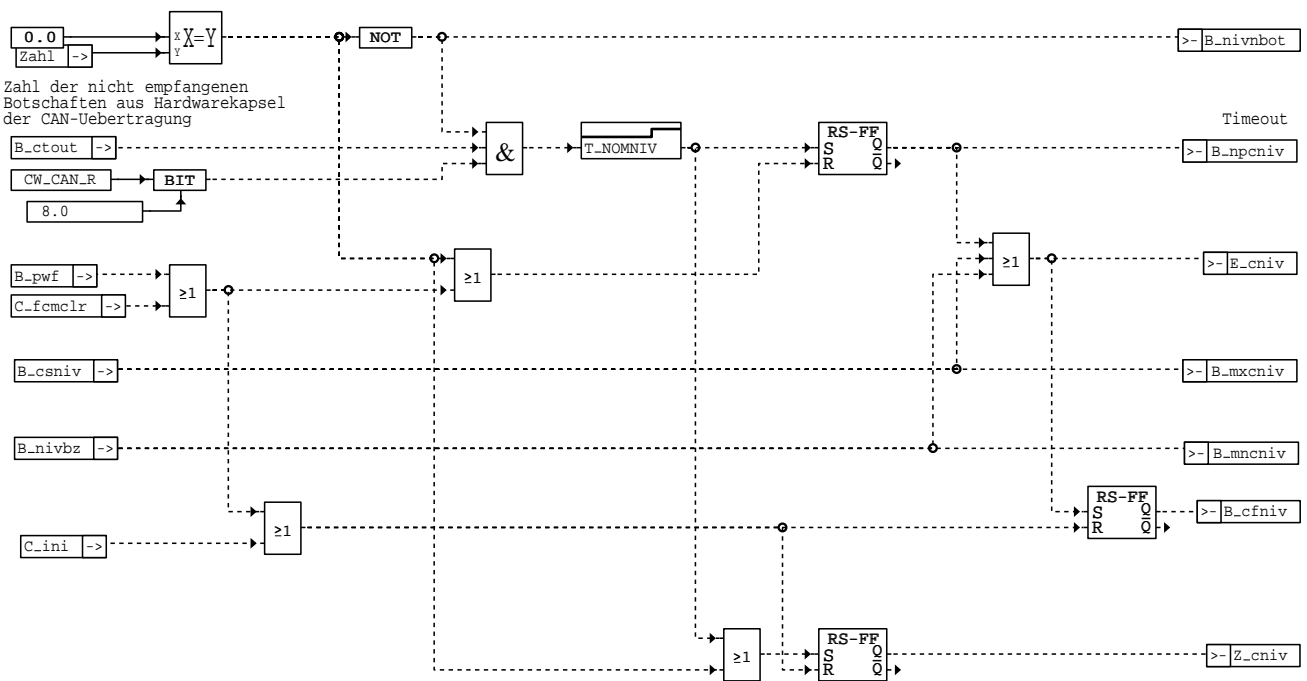 0.0
X
Y
X=Y
Zahl ->
NOT
>- B_nivnbot
Zahl der nicht empfangenen
Botschaften aus Hardwarekapsel
der CAN-Uebertragung
Timeout
B_ctout ->
&
T_NOMNIV
RS-FF
S Q
R Q
>- B_npcniv
CW_CAN_R
BIT
8.0
B_pwf ->
C_fcmclr ->
≥1
≥1
≥1
>- E_cniv
B_csniv ->
>- B_mxcniv
B_nivbz ->
>- B_mncniv
C_ini ->
≥1
RS-FF
S Q
R Q
>- B_cfniv
≥1
RS-FF
S Q
R Q
>- Z_cniv